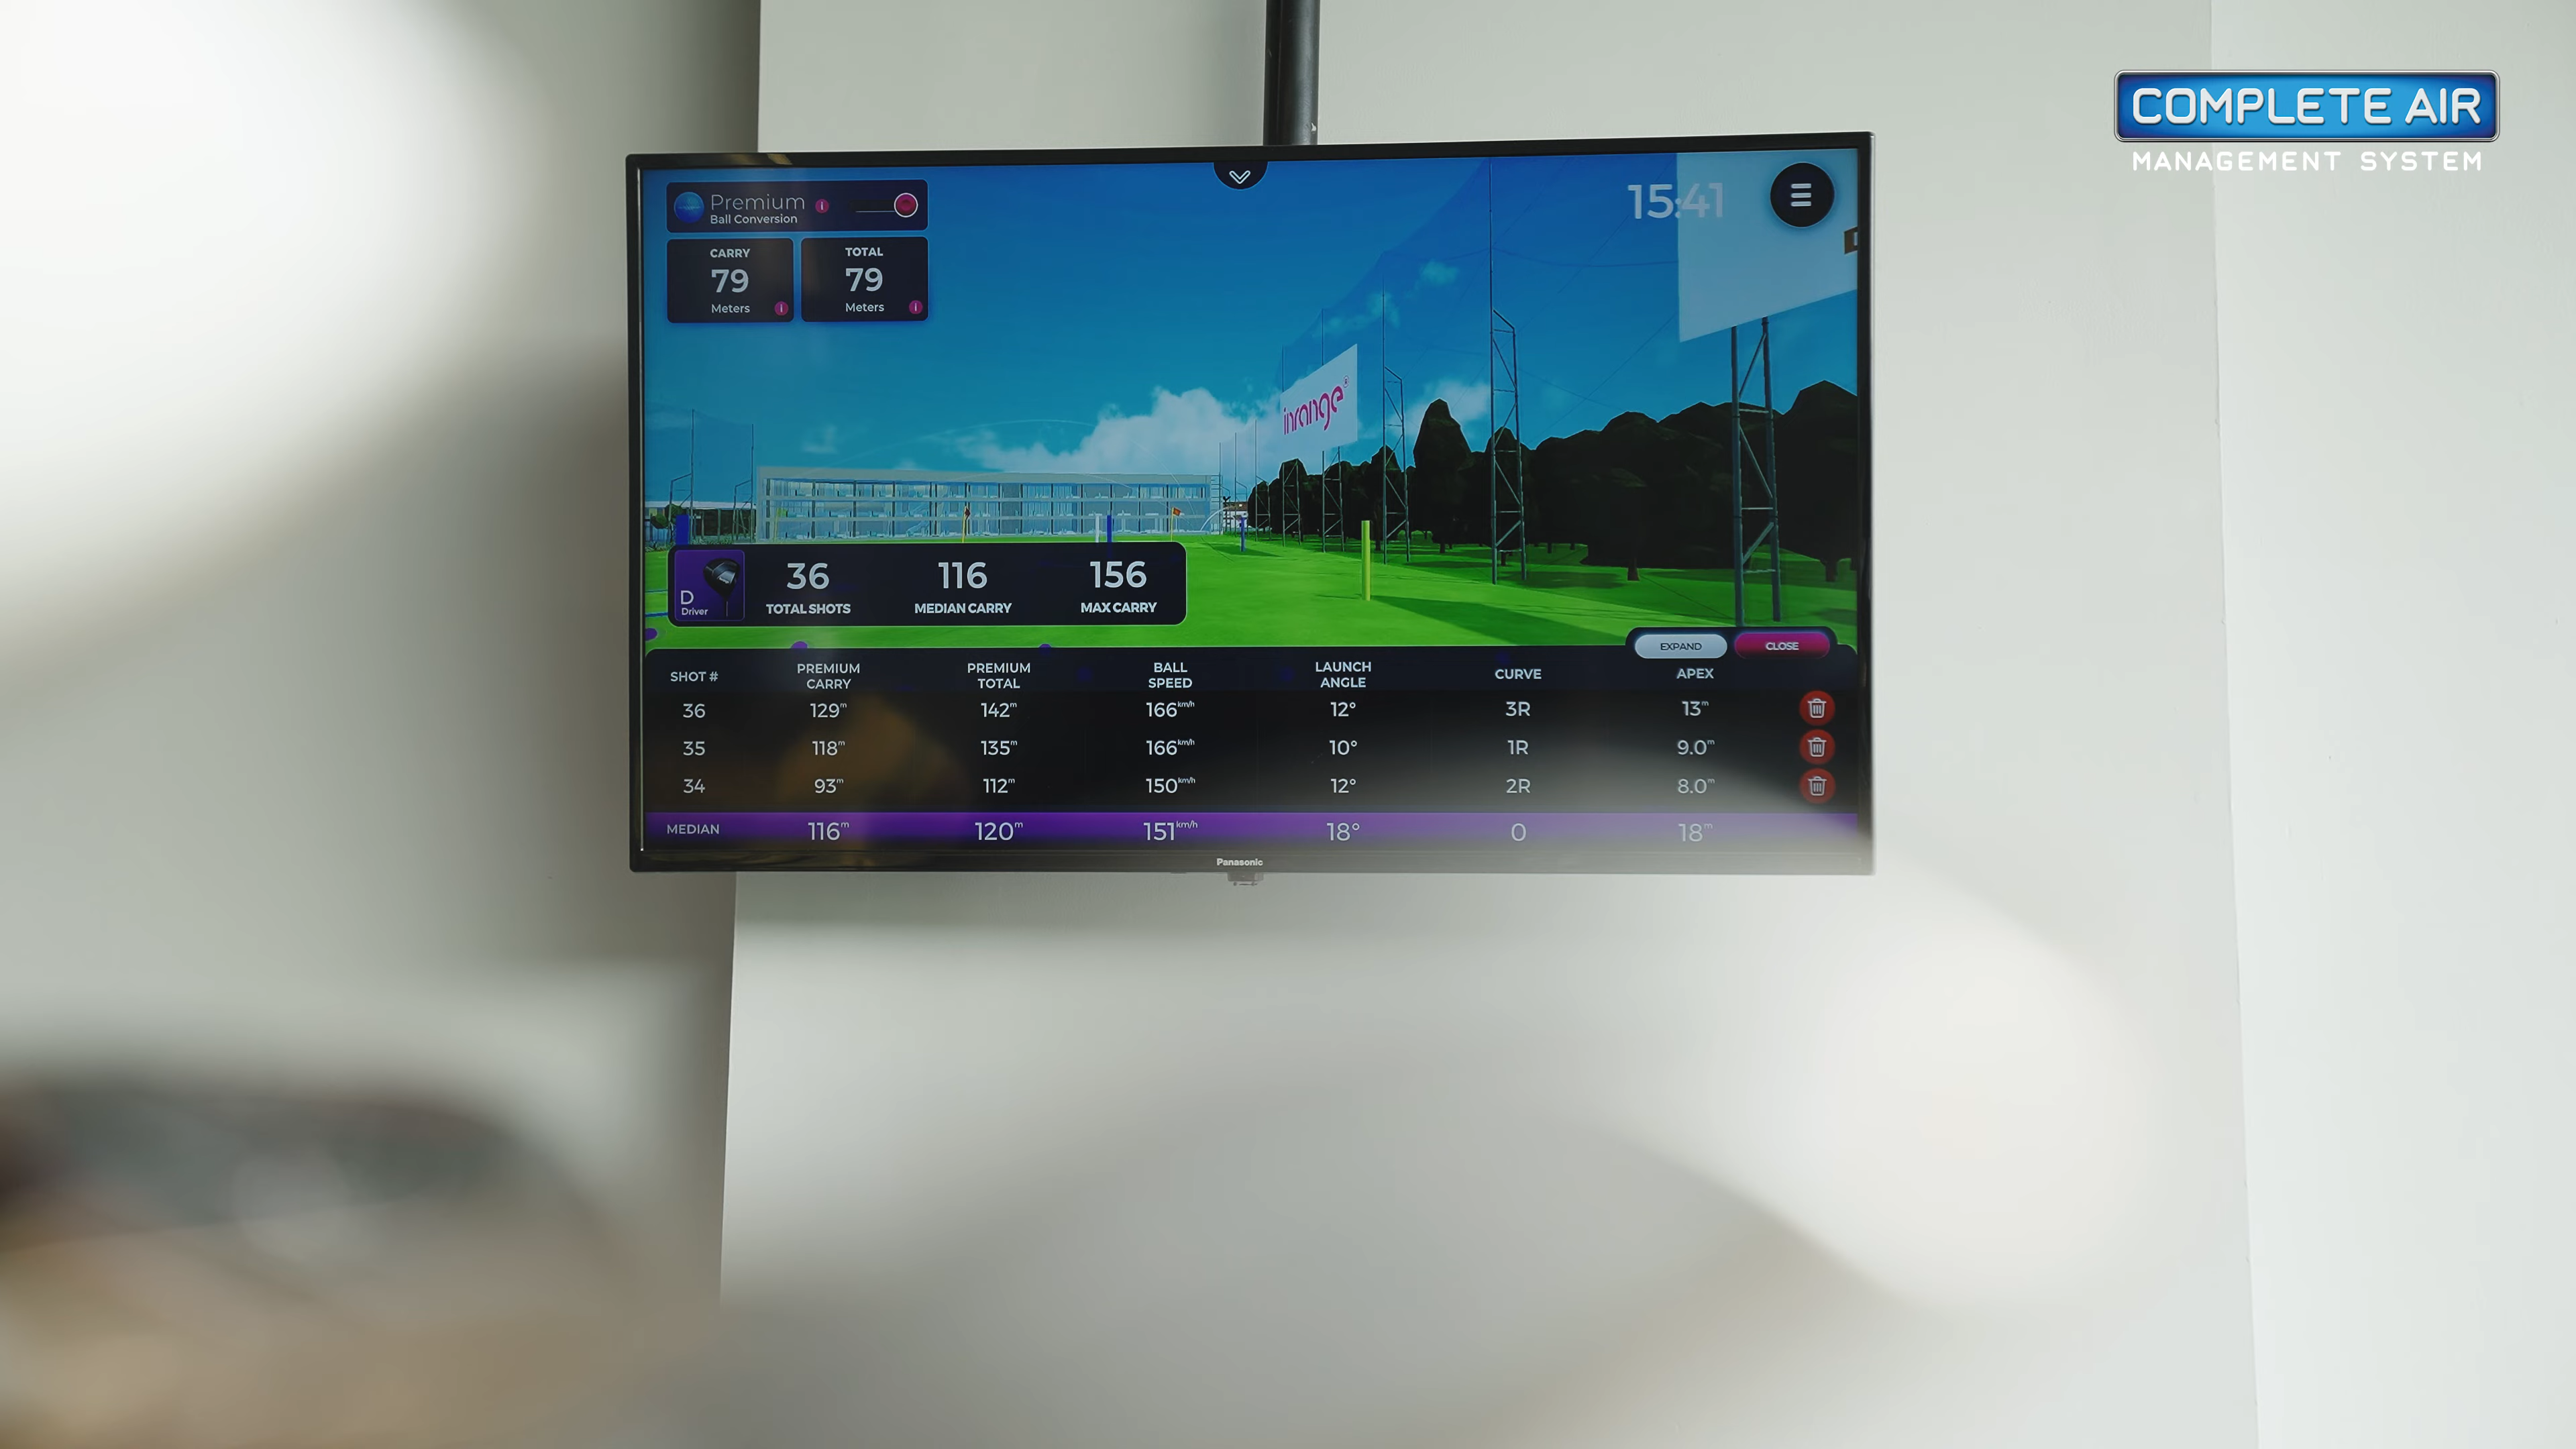 COMPLETE AIR
MANAGEMENT SYSTEM
Premium
Ball Conversion
15:41
CARRY TOTAL
79 79
Meters Meters
inrange
D
Driver
36 116 156
TOTAL SHOTS MEDIAN CARRY MAX CARRY
EXPAND CLOSE
SHOT # PREMIUM CARRY PREMIUM TOTAL BALL SPEED LAUNCH ANGLE CURVE APEX
36 129m 142m 166km/h 12° 3R 13m
35 118m 135m 166km/h 10° 1R 9.0m
34 93m 112m 150km/h 12° 2R 8.0m
MEDIAN 116m 120m 151km/h 18° 0 18m
Panasonic